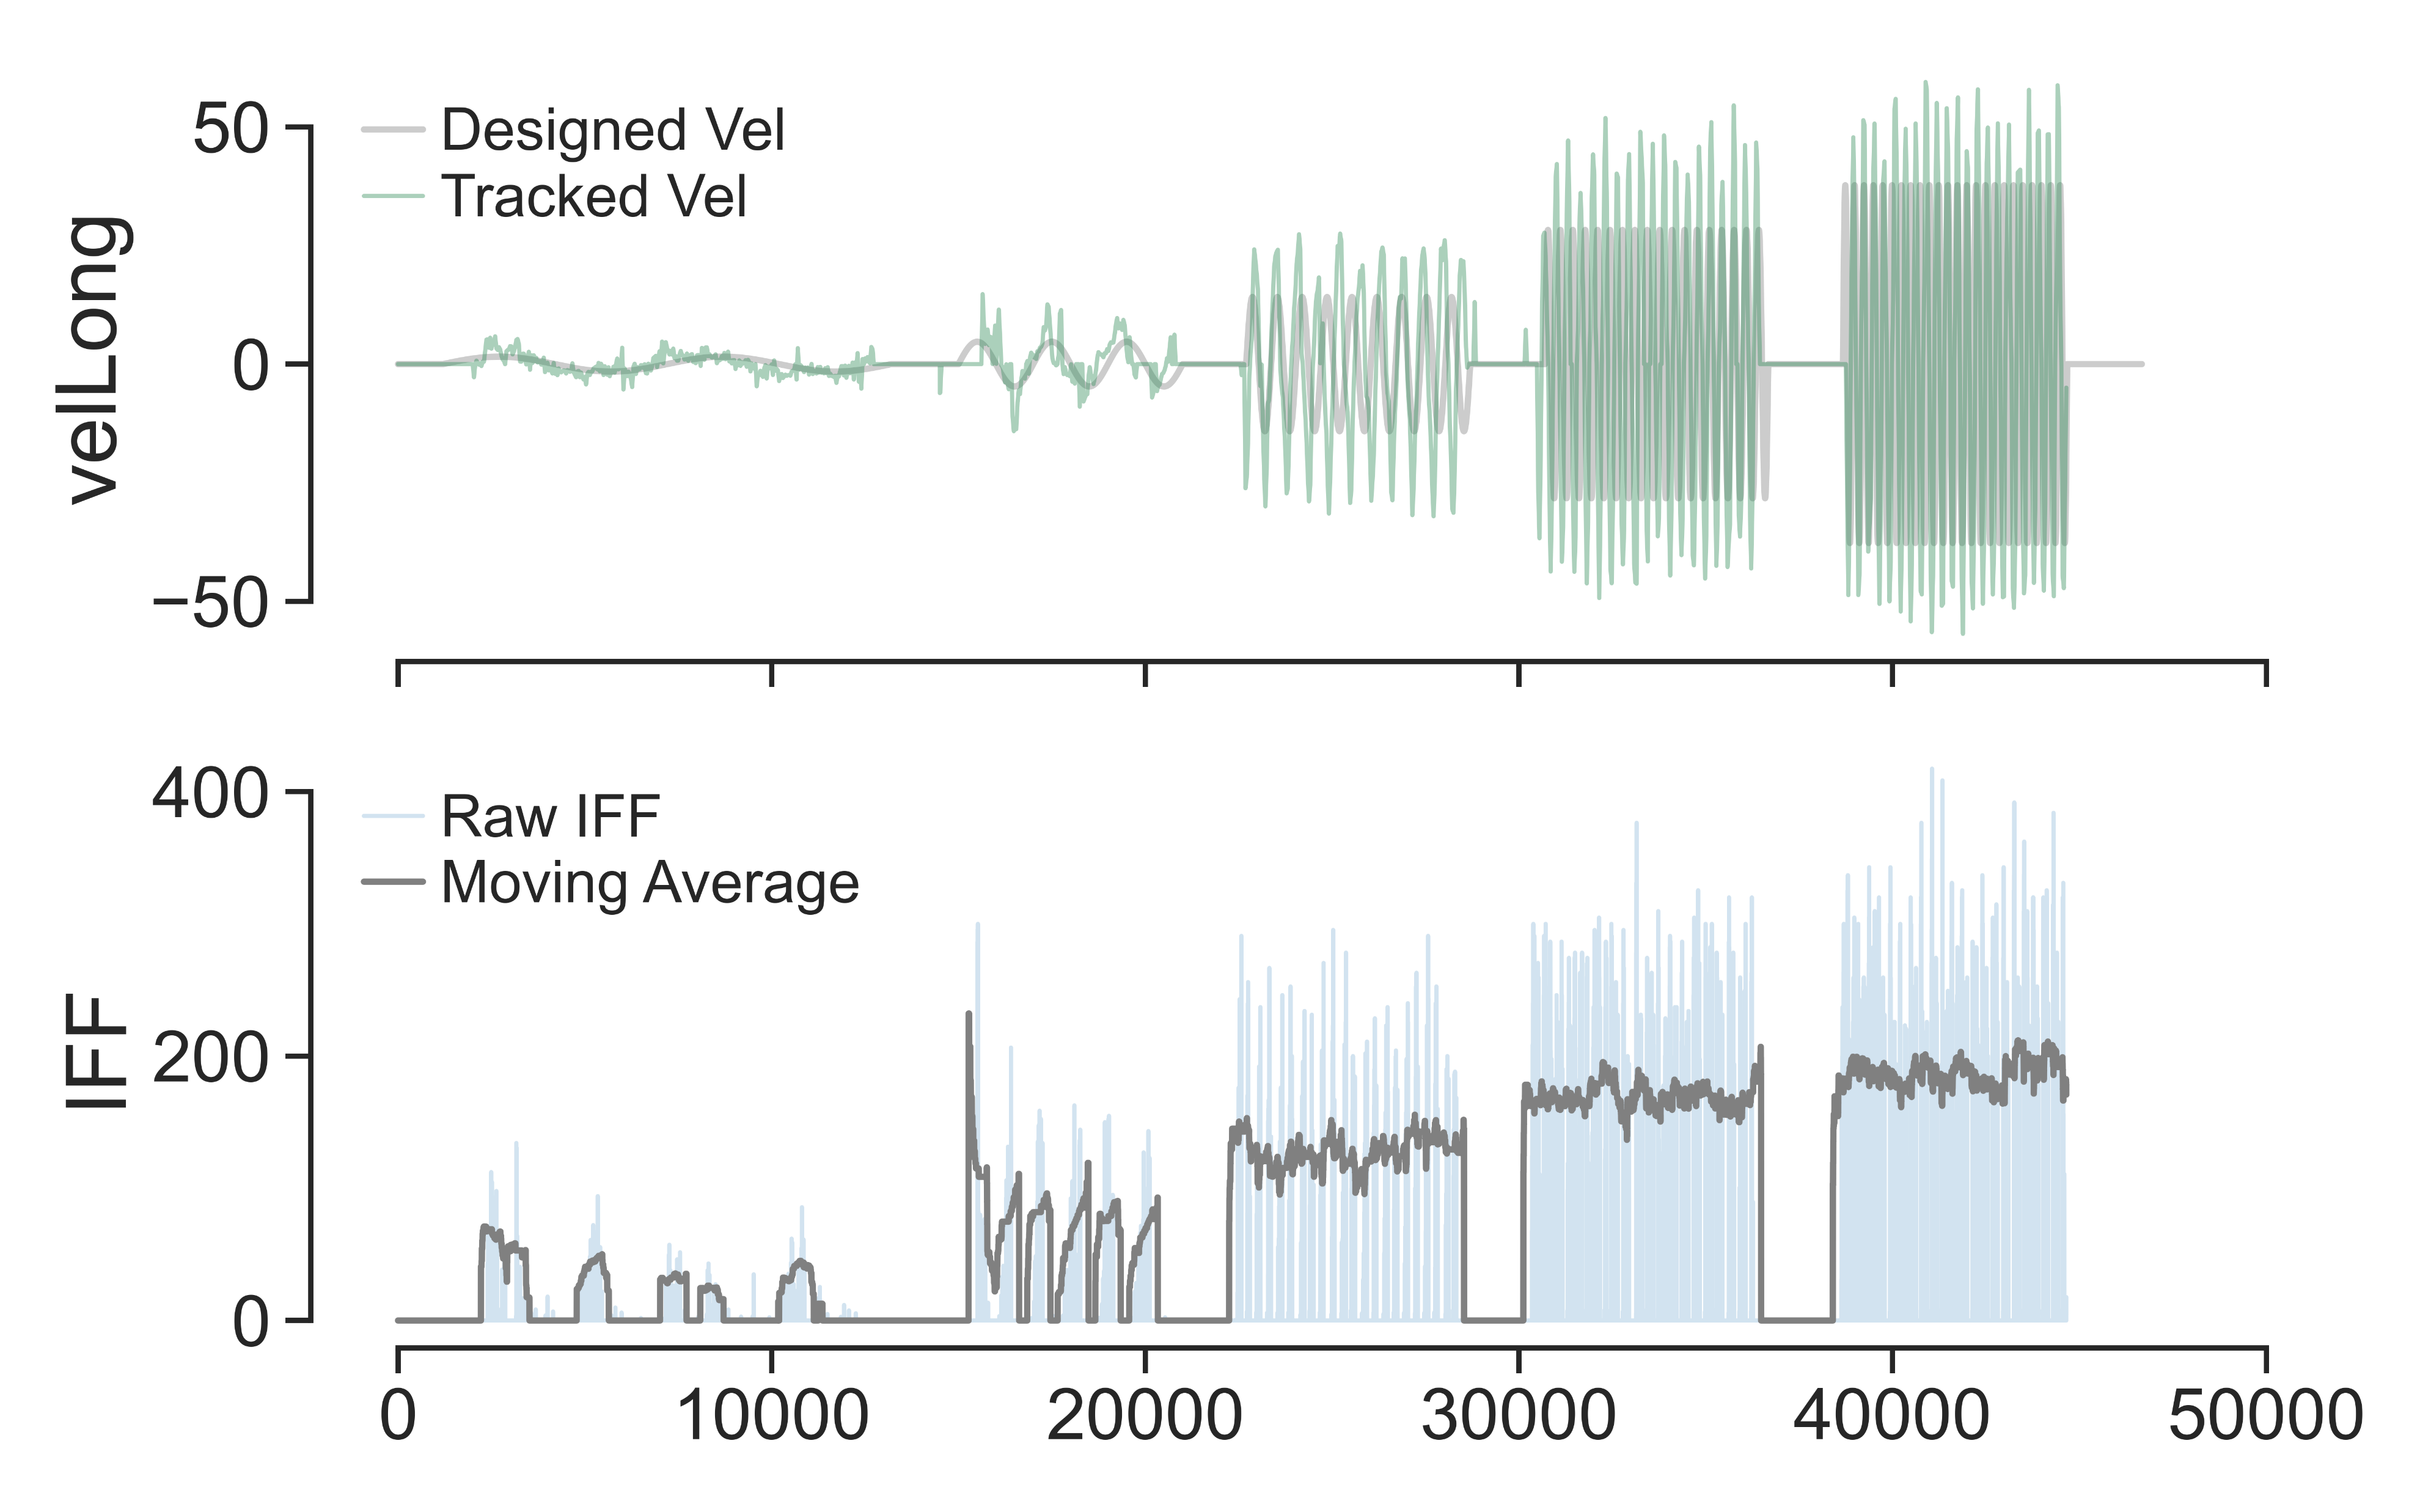 velLong
50
0
−50
Designed Vel
Tracked Vel
IFF
400
200
0
Raw IFF
Moving Average
0 10000 20000 30000 40000 50000